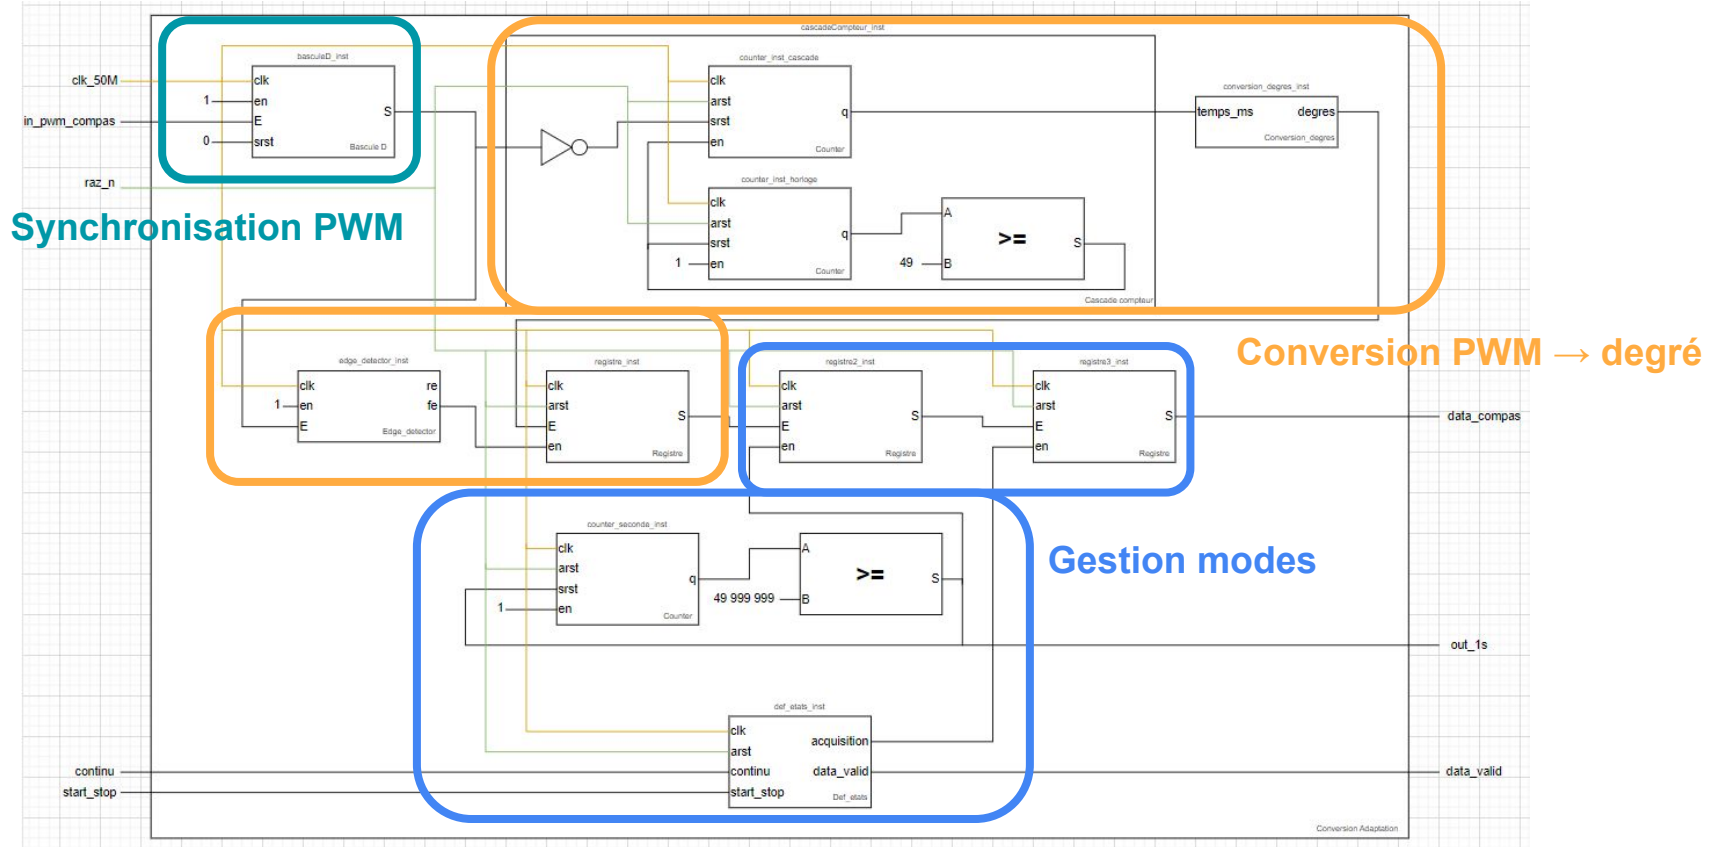 cascadeCompteur_inst
basculeD_inst
counter_inst_cascade
clk_50M
clk
clk
conversion_degres_inst
1
en
arst
in_pwm_compas
E
S
srst
q
temps_ms
degres
0
srst
Bascule D
en
Counter
Conversion_degres
raz_n
counter_inst_horloge
Synchronisation PWM
clk
arst
A
srst
q
>=
S
1
en
49
B
Counter
Cascade compteur
Conversion PWM → degré
edge_detector_inst
registre_inst
registre2_inst
registre3_inst
clk
re
clk
clk
clk
1
en
fe
arst
arst
arst
E
Edge_detector
E
S
E
S
E
S
data_compas
en
Registre
en
Registre
en
Registre
counter_seconda_inst
Gestion modes
clk
A
arst
q
>=
S
srst
49 999 999
B
1
en
Counter
out_1s
def_etats_inst
clk
acquisition
arst
continu
continu
data_valid
data_valid
start_stop
start_stop
Def_etats
Conversion Adaptation